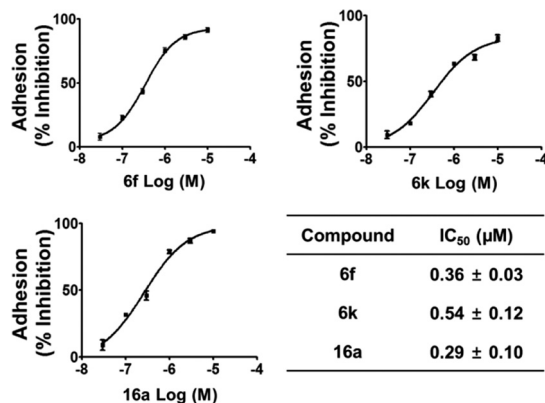 100
50
0
-8 -7 -6 -5 -4
Adhesion
(% Inhibition)
6f Log (M)
100
50
0
-8 -7 -6 -5 -4
Adhesion
(% Inhibition)
6k Log (M)
100
50
0
-8 -7 -6 -5 -4
Adhesion
(% Inhibition)
16a Log (M)
Compound IC50 (μM)
6f 0.36 ± 0.03
6k 0.54 ± 0.12
16a 0.29 ± 0.10